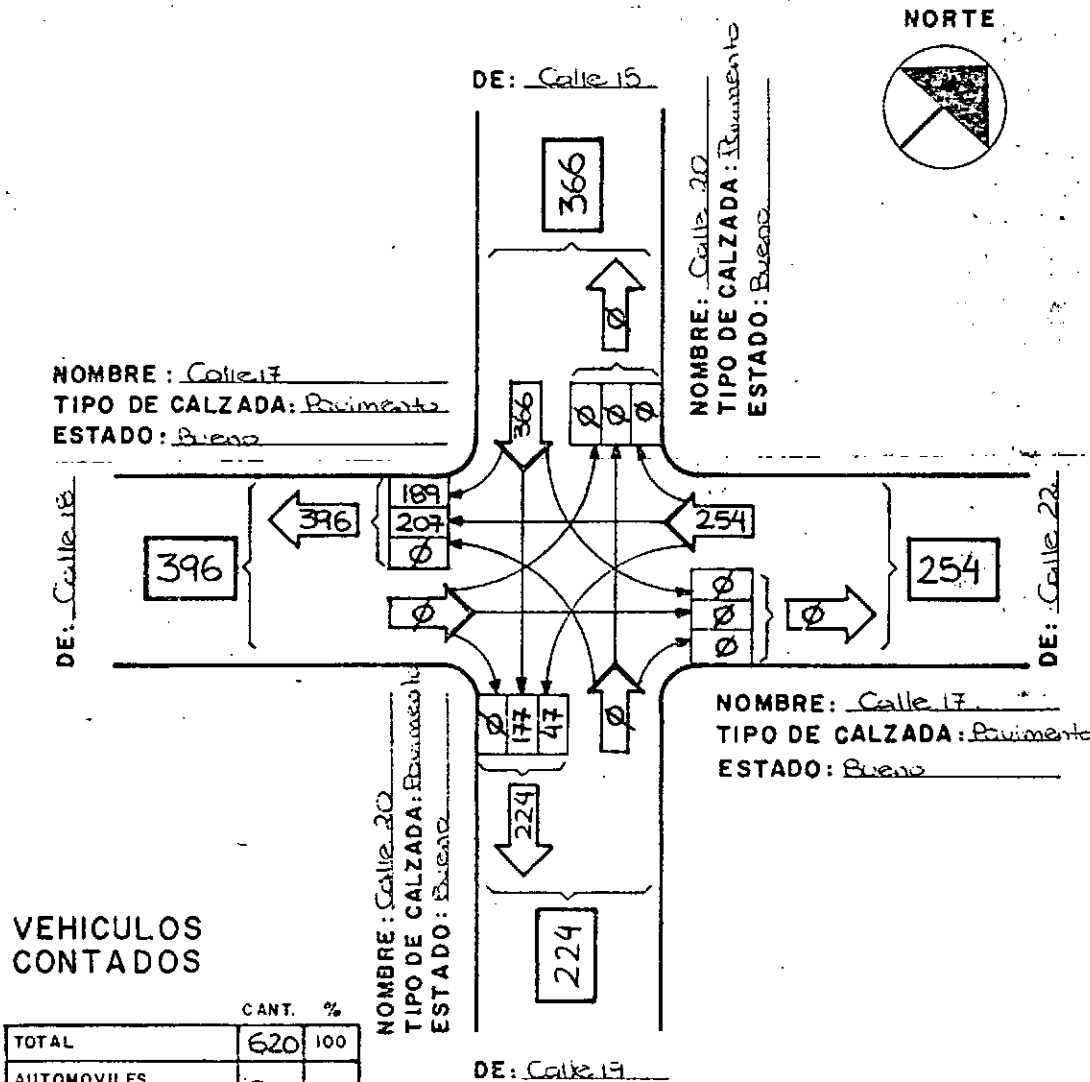 NORTE
DE: Calle 15
366
NOMBRE: Calle 20
TIPO DE CALZADA: Pavimento
ESTADO: Bueno
Ø
NOMBRE: Calle 17
TIPO DE CALZADA: Pavimento
ESTADO: Bueno
366
Ø Ø Ø
DE: Calle 18
396
396
189
207
Ø
254
254
DE: Calle 22
Ø
Ø
Ø
Ø
Ø
Ø 177 47
Ø
NOMBRE: Calle 17
TIPO DE CALZADA: Pavimento
ESTADO: Bueno
224
NOMBRE: Calle 20
TIPO DE CALZADA: Pavimento
ESTADO: Bueno
224
VEHICULOS
CONTADOS
CANT. %
TOTAL 620 100
AUTOMOVILES
DE: Calle 19